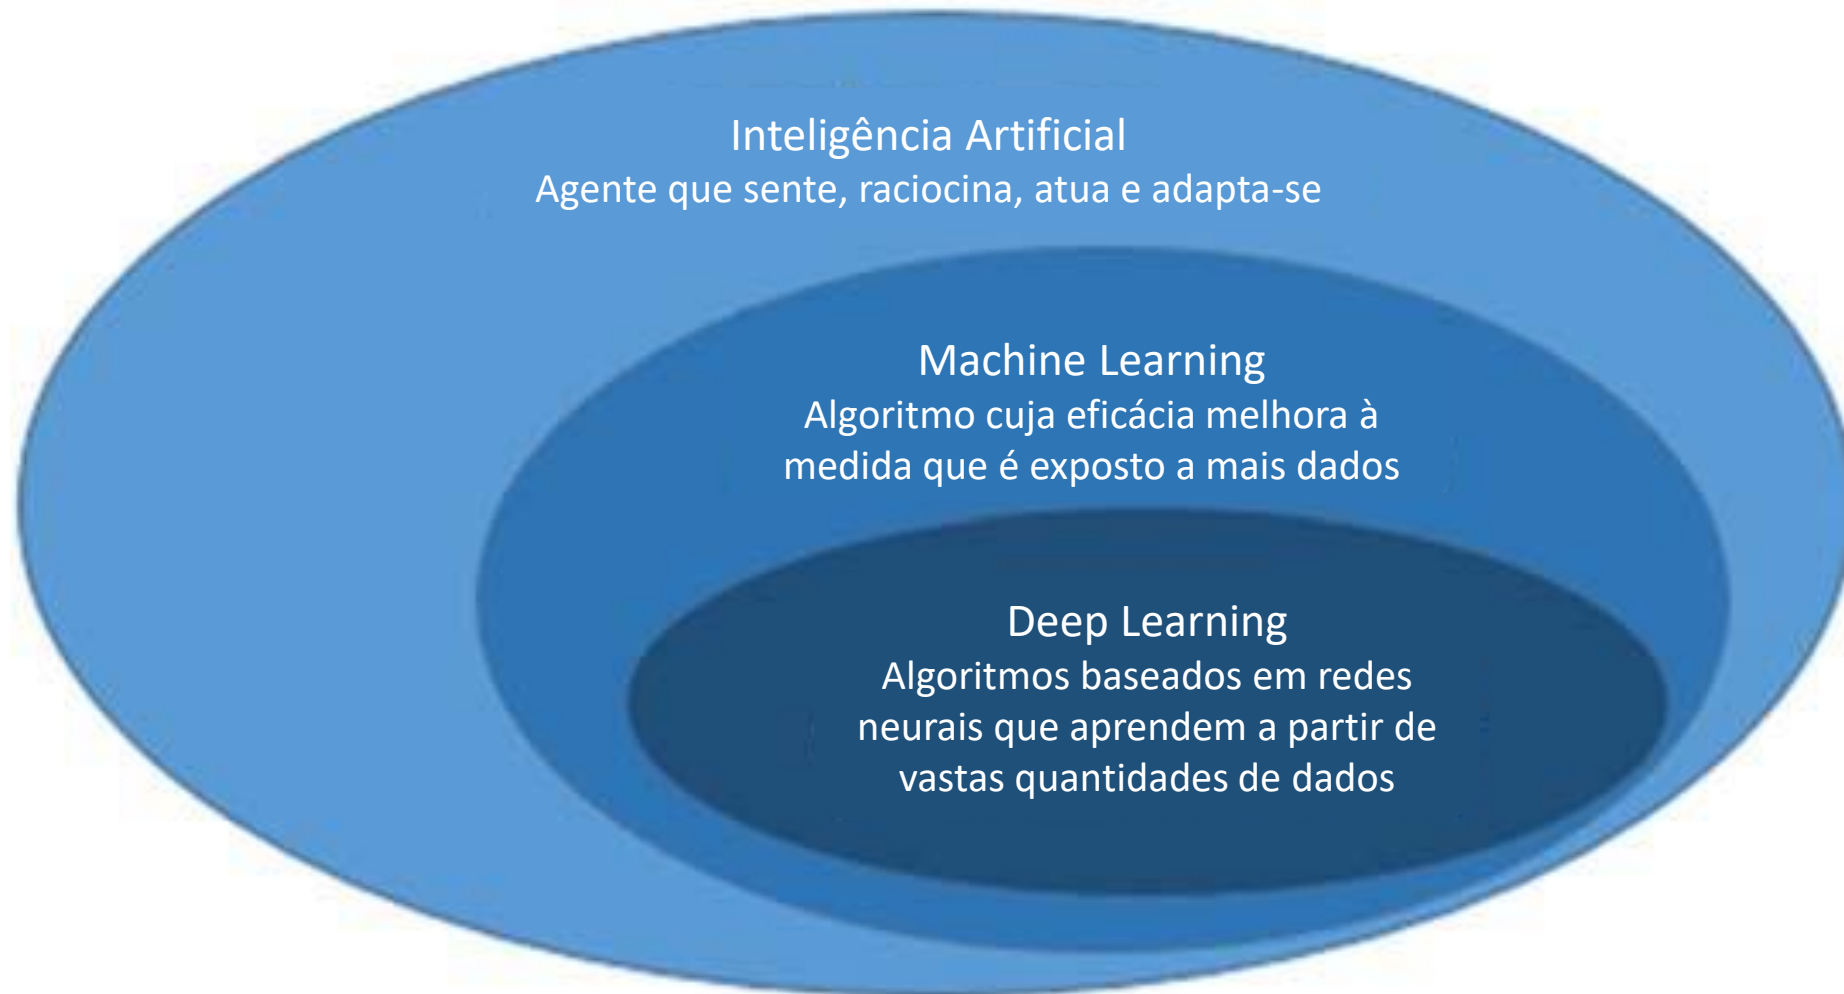 Inteligência Artificial
Agente que sente, raciocina, atua e adapta-se
Machine Learning
Algoritmo cuja eficácia melhora à
medida que é exposto a mais dados
Deep Learning
Algoritmos baseados em redes
neurais que aprendem a partir de
vastas quantidades de dados